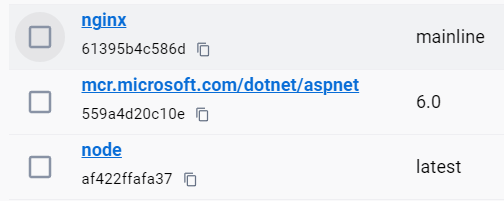 nginx
61395b4c586d
mainline
mcr.microsoft.com/dotnet/aspnet
559a4d20c10e
6.0
node
af422ffafa37
latest